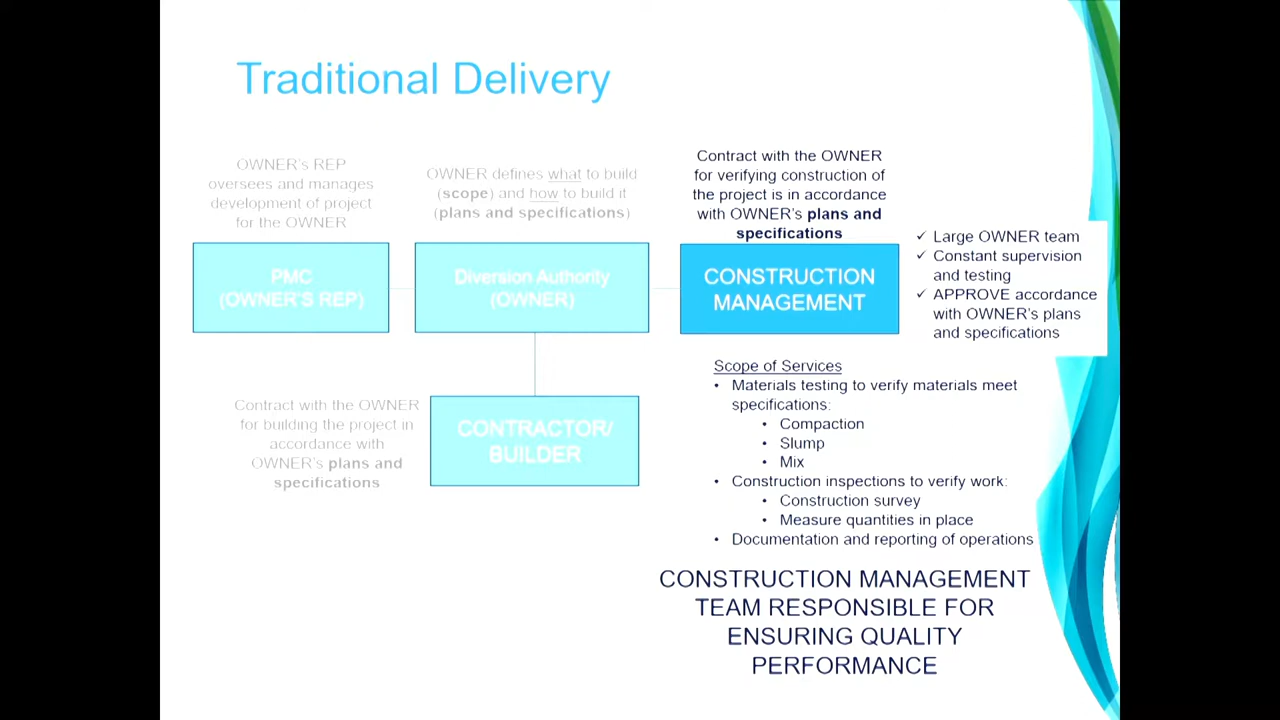 Traditional Delivery
OWNER's REP
oversees and manages
development of project
for the OWNER
OWNER defines what to build
(scope) and how to build it
(plans and specifications)
Contract with the OWNER
for verifying construction of
the project is in accordance
with OWNER's plans and
specifications
PMC
(OWNER'S REP)
Diversion Authority
(OWNER)
CONSTRUCTION
MANAGEMENT
✓ Large OWNER team
✓ Constant supervision
and testing
✓ APPROVE accordance
with OWNER's plans
and specifications
Contract with the OWNER
for building the project in
accordance with
OWNER's plans and
specifications
CONTRACTOR/
BUILDER
Scope of Services
• Materials testing to verify materials meet
specifications:
• Compaction
• Slump
• Mix
• Construction inspections to verify work:
• Construction survey
• Measure quantities in place
• Documentation and reporting of operations
CONSTRUCTION MANAGEMENT
TEAM RESPONSIBLE FOR
ENSURING QUALITY
PERFORMANCE